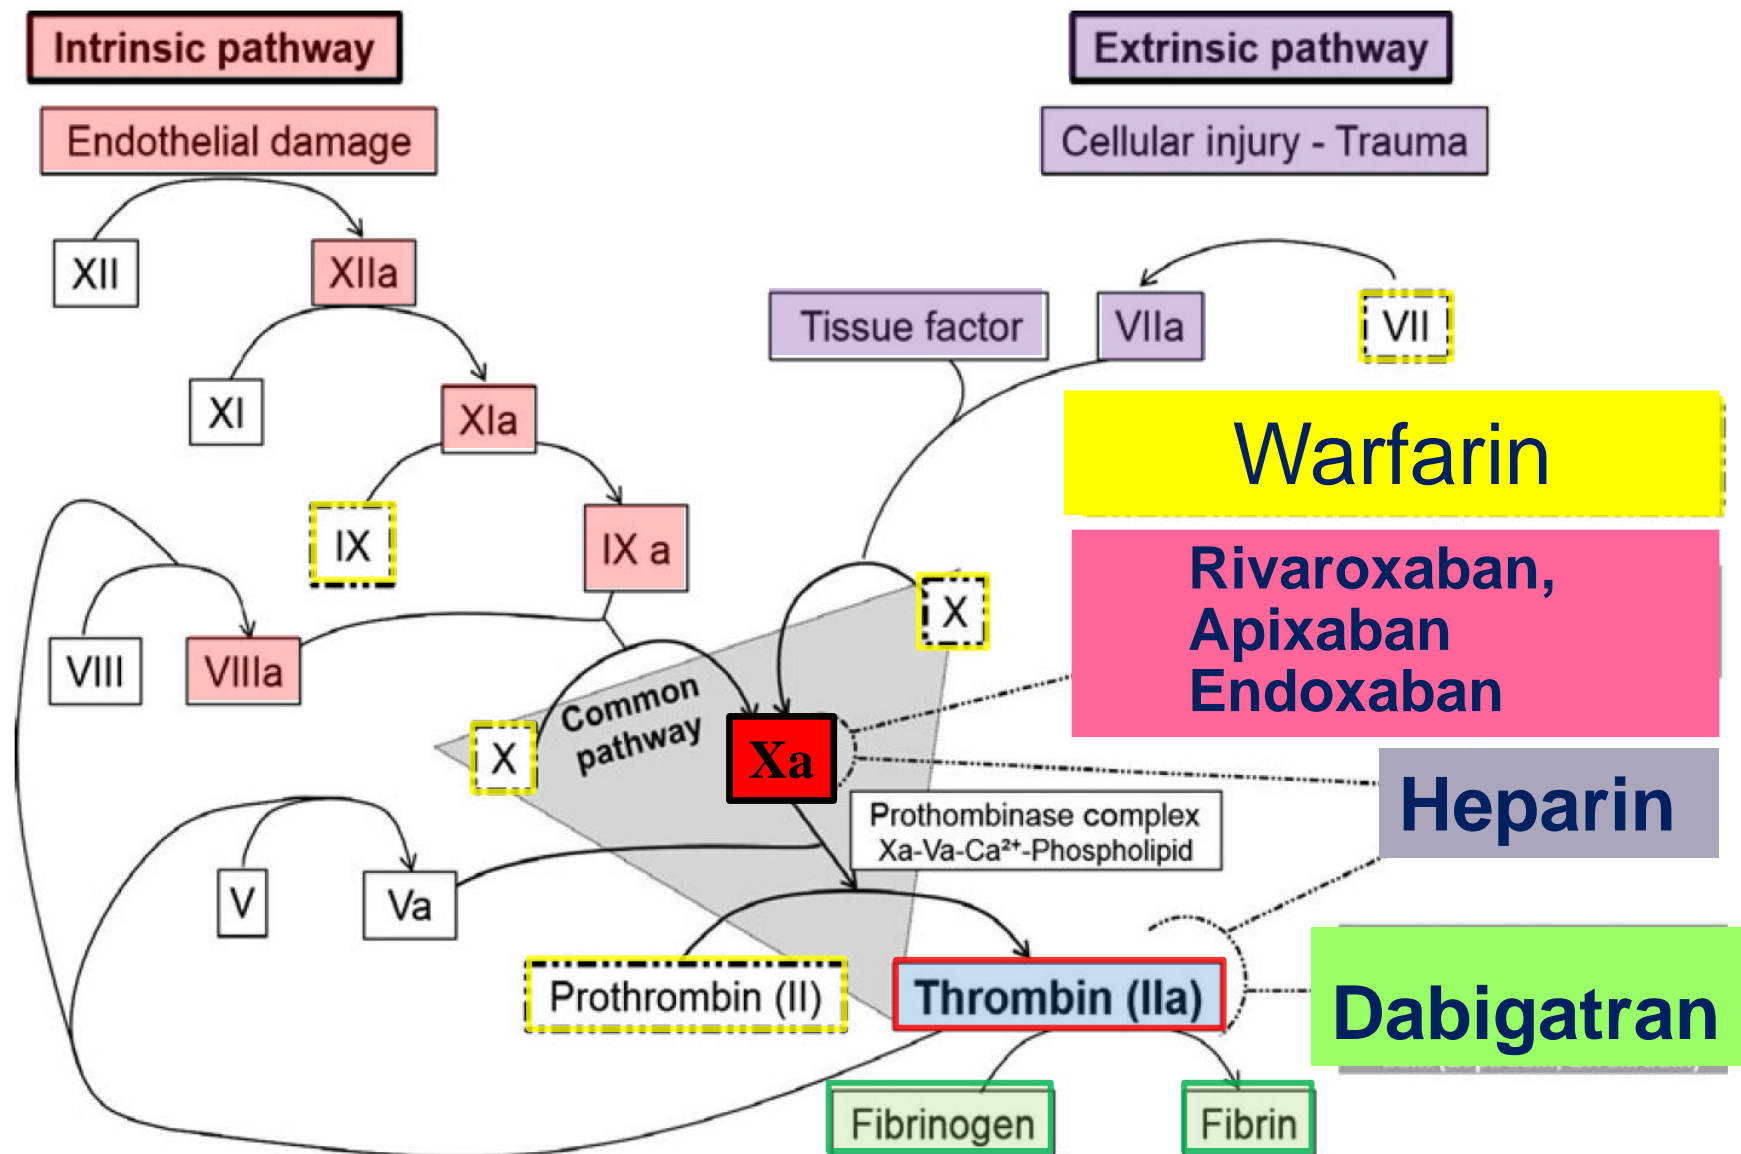 Intrinsic pathway
Extrinsic pathway
Endothelial damage
Cellular injury - Trauma
XII
XIIa
Tissue factor
VIIa
VII
XI
XIa
Warfarin
IX
IX a
Rivaroxaban,
Apixaban
Endoxaban
X
VIII
VIIIa
Common
pathway
X
Xa
Heparin
Prothombinase complex
Xa-Va-Ca²⁺-Phospholipid
V
Va
Prothrombin (II)
Thrombin (IIa)
Dabigatran
Fibrinogen
Fibrin